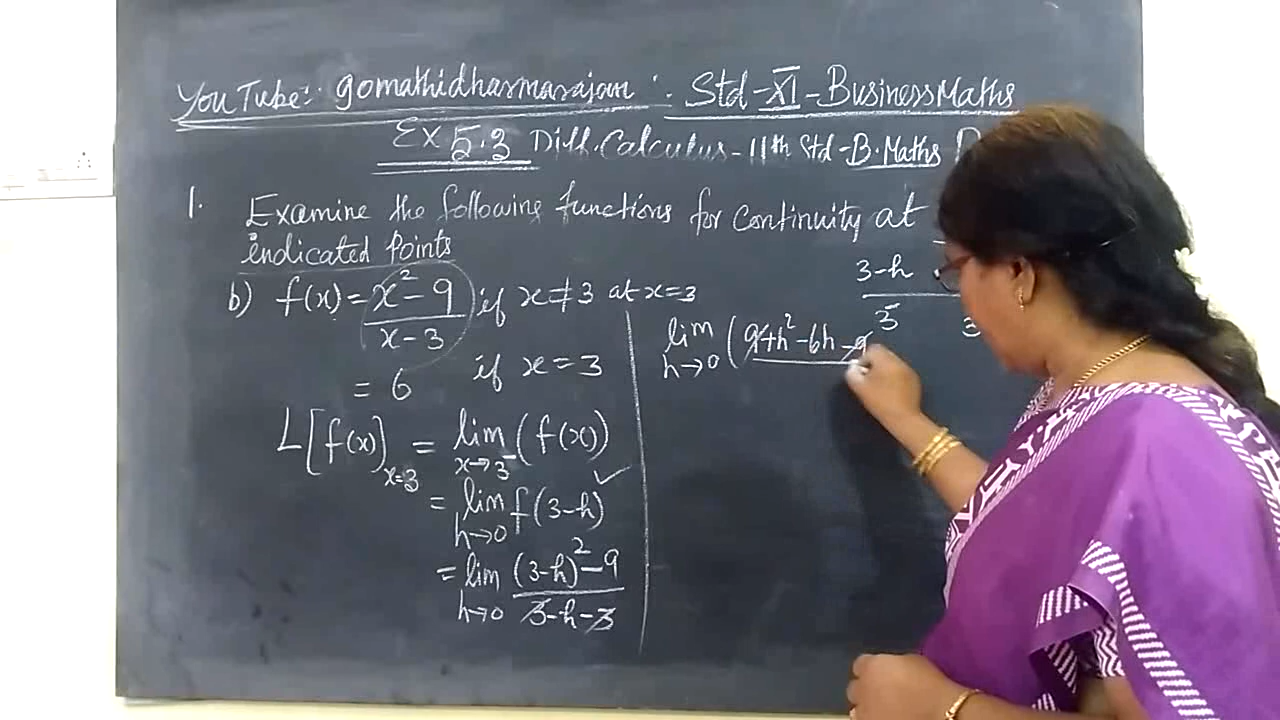 YouTube:- gomathidharmarajan : Std-XI-BusinessMaths
Ex 5.3 Diff.Calculus-11th Std-B.Maths
1. Examine the following functions for Continuity at
indicated Points
b) f(x) = x²-9 / x-3 if x≠3 at x=3
= 6 if x = 3
L[f(x)]x=3 = lim x→3⁻ (f(x))
= lim h→0 f(3-h) ✓
= lim h→0 (3-h)²-9 / 3-h-3
3-h
3 3
lim h→0 (9+h²-6h-9